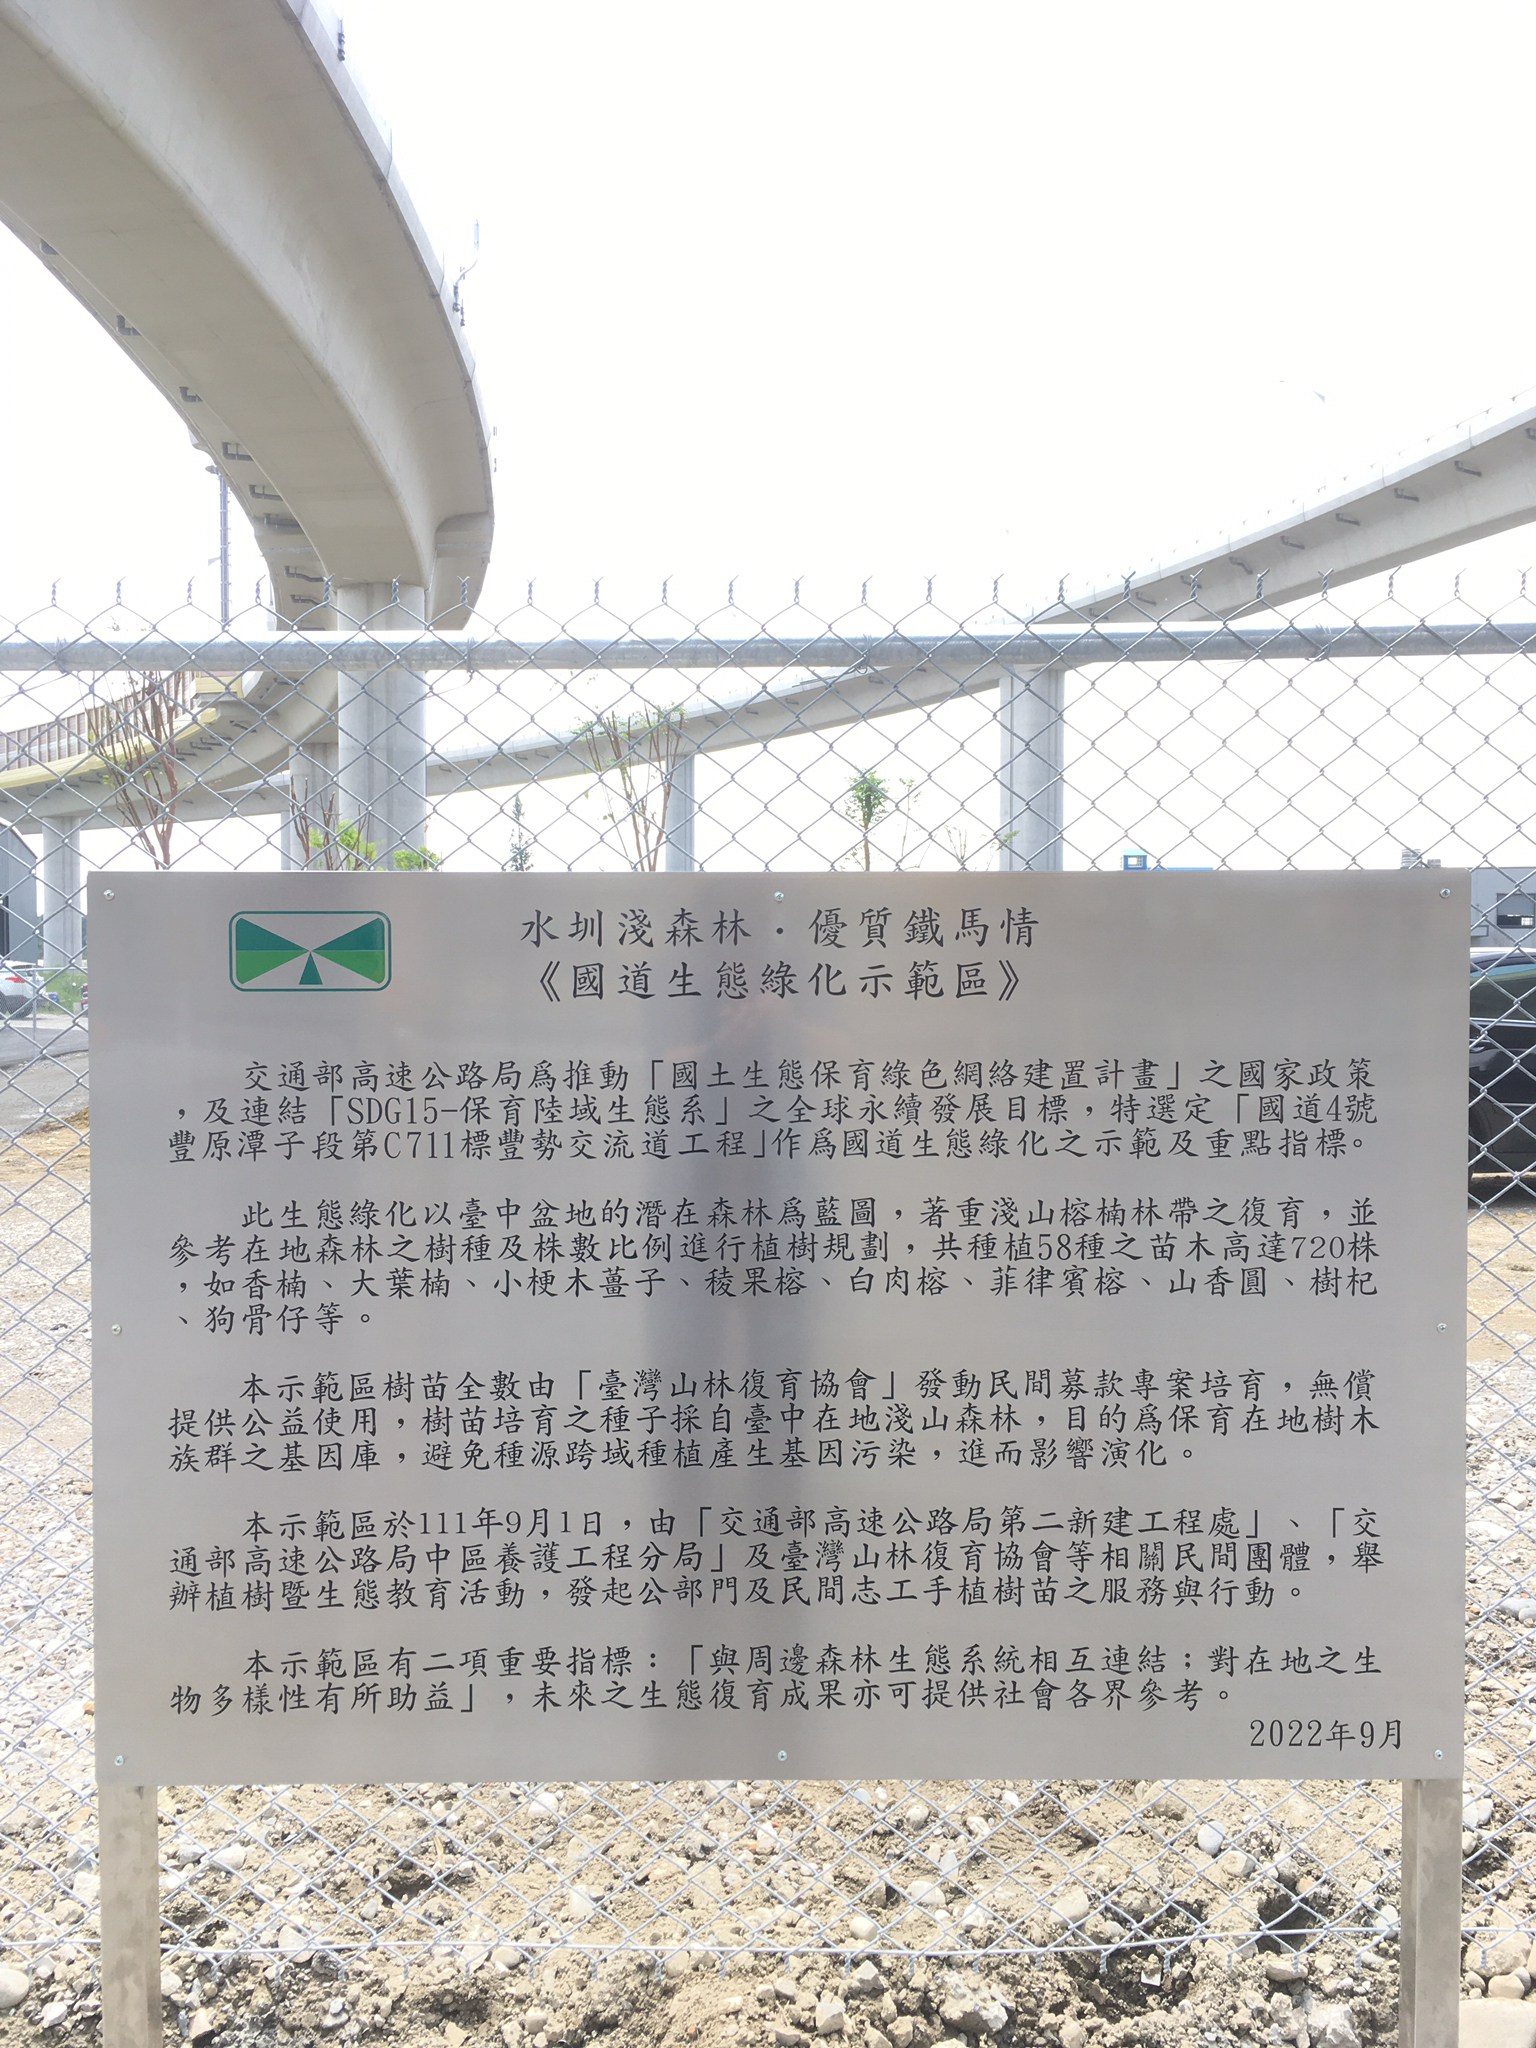 水圳淺森林．優質鐵馬情
《國道生態綠化示範區》
交通部高速公路局爲推動「國土生態保育綠色網絡建置計畫」之國家政策
，及連結「SDG15-保育陸域生態系」之全球永續發展目標，特選定「國道4號
豐原潭子段第C711標豐勢交流道工程」作爲國道生態綠化之示範及重點指標。
此生態綠化以臺中盆地的潛在森林爲藍圖，著重淺山榕楠林帶之復育，並
參考在地森林之樹種及株數比例進行植樹規劃，共種植58種之苗木高達720株
，如香楠、大葉楠、小梗木薑子、稜果榕、白肉榕、菲律賓榕、山香圓、樹杞
、狗骨仔等。
本示範區樹苗全數由「臺灣山林復育協會」發動民間募款專案培育，無償
提供公益使用，樹苗培育之種子採自臺中在地淺山森林，目的爲保育在地樹木
族群之基因庫，避免種源跨域種植產生基因污染，進而影響演化。
本示範區於111年9月1日，由「交通部高速公路局第二新建工程處」、「交
通部高速公路局中區養護工程分局」及臺灣山林復育協會等相關民間團體，舉
辦植樹暨生態教育活動，發起公部門及民間志工手植樹苗之服務與行動。
本示範區有二項重要指標：「與周邊森林生態系統相互連結；對在地之生
物多樣性有所助益」，未來之生態復育成果亦可提供社會各界參考。
2022年9月